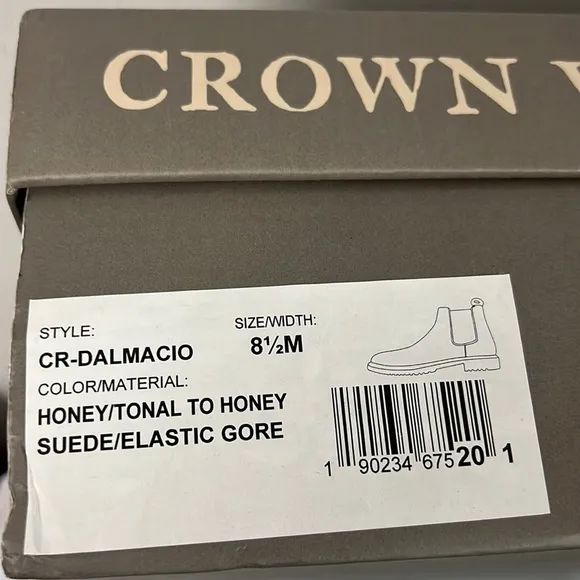 CROWN
STYLE:
SIZE/WIDTH:
CR-DALMACIO
8½M
COLOR/MATERIAL:
HONEY/TONAL TO HONEY
SUEDE/ELASTIC GORE
1 90234 67520 1